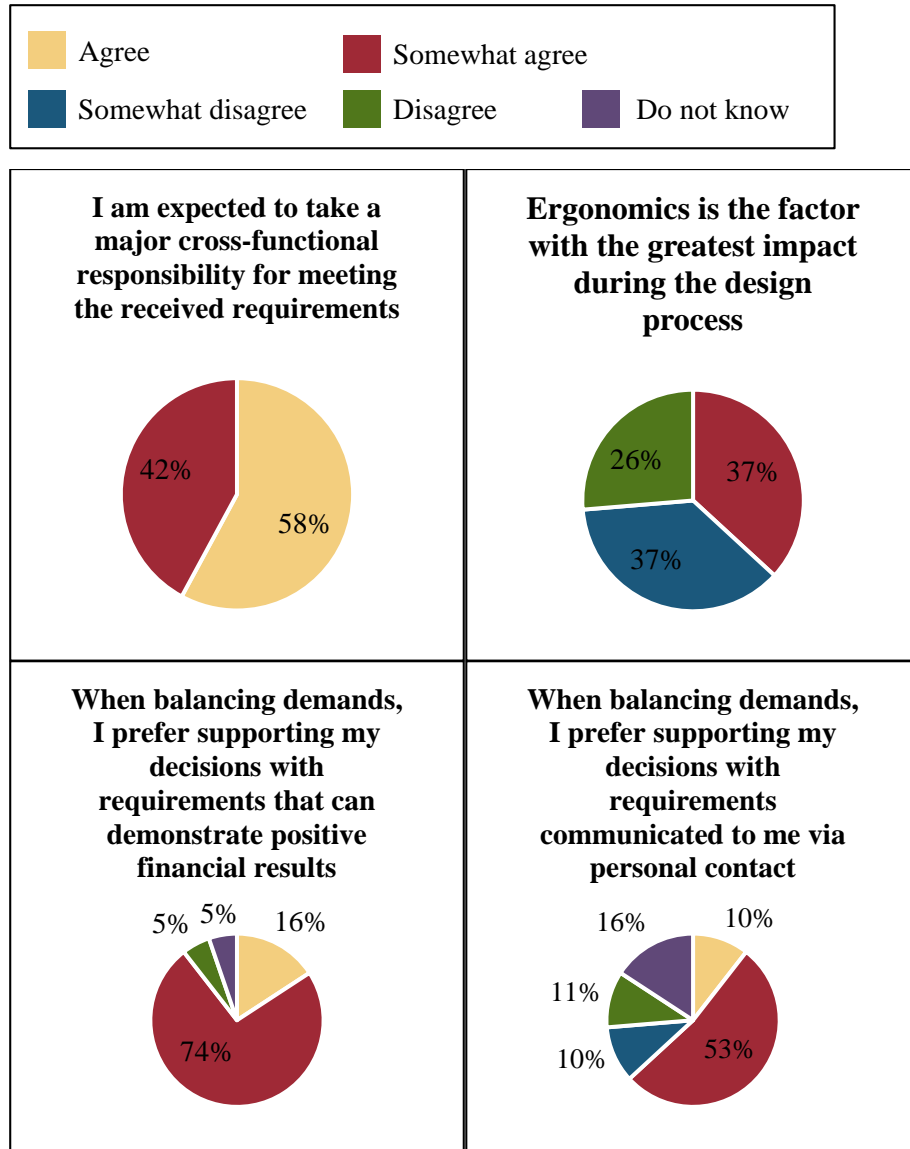 Agree
Somewhat agree
Somewhat disagree
Disagree
Do not know
I am expected to take a
major cross-functional
responsibility for meeting
the received requirements
42%
58%
Ergonomics is the factor
with the greatest impact
during the design
process
26%
37%
37%
When balancing demands,
I prefer supporting my
decisions with
requirements that can
demonstrate positive
financial results
5%
5%
16%
74%
When balancing demands,
I prefer supporting my
decisions with
requirements
communicated to me via
personal contact
16%
10%
11%
10%
53%